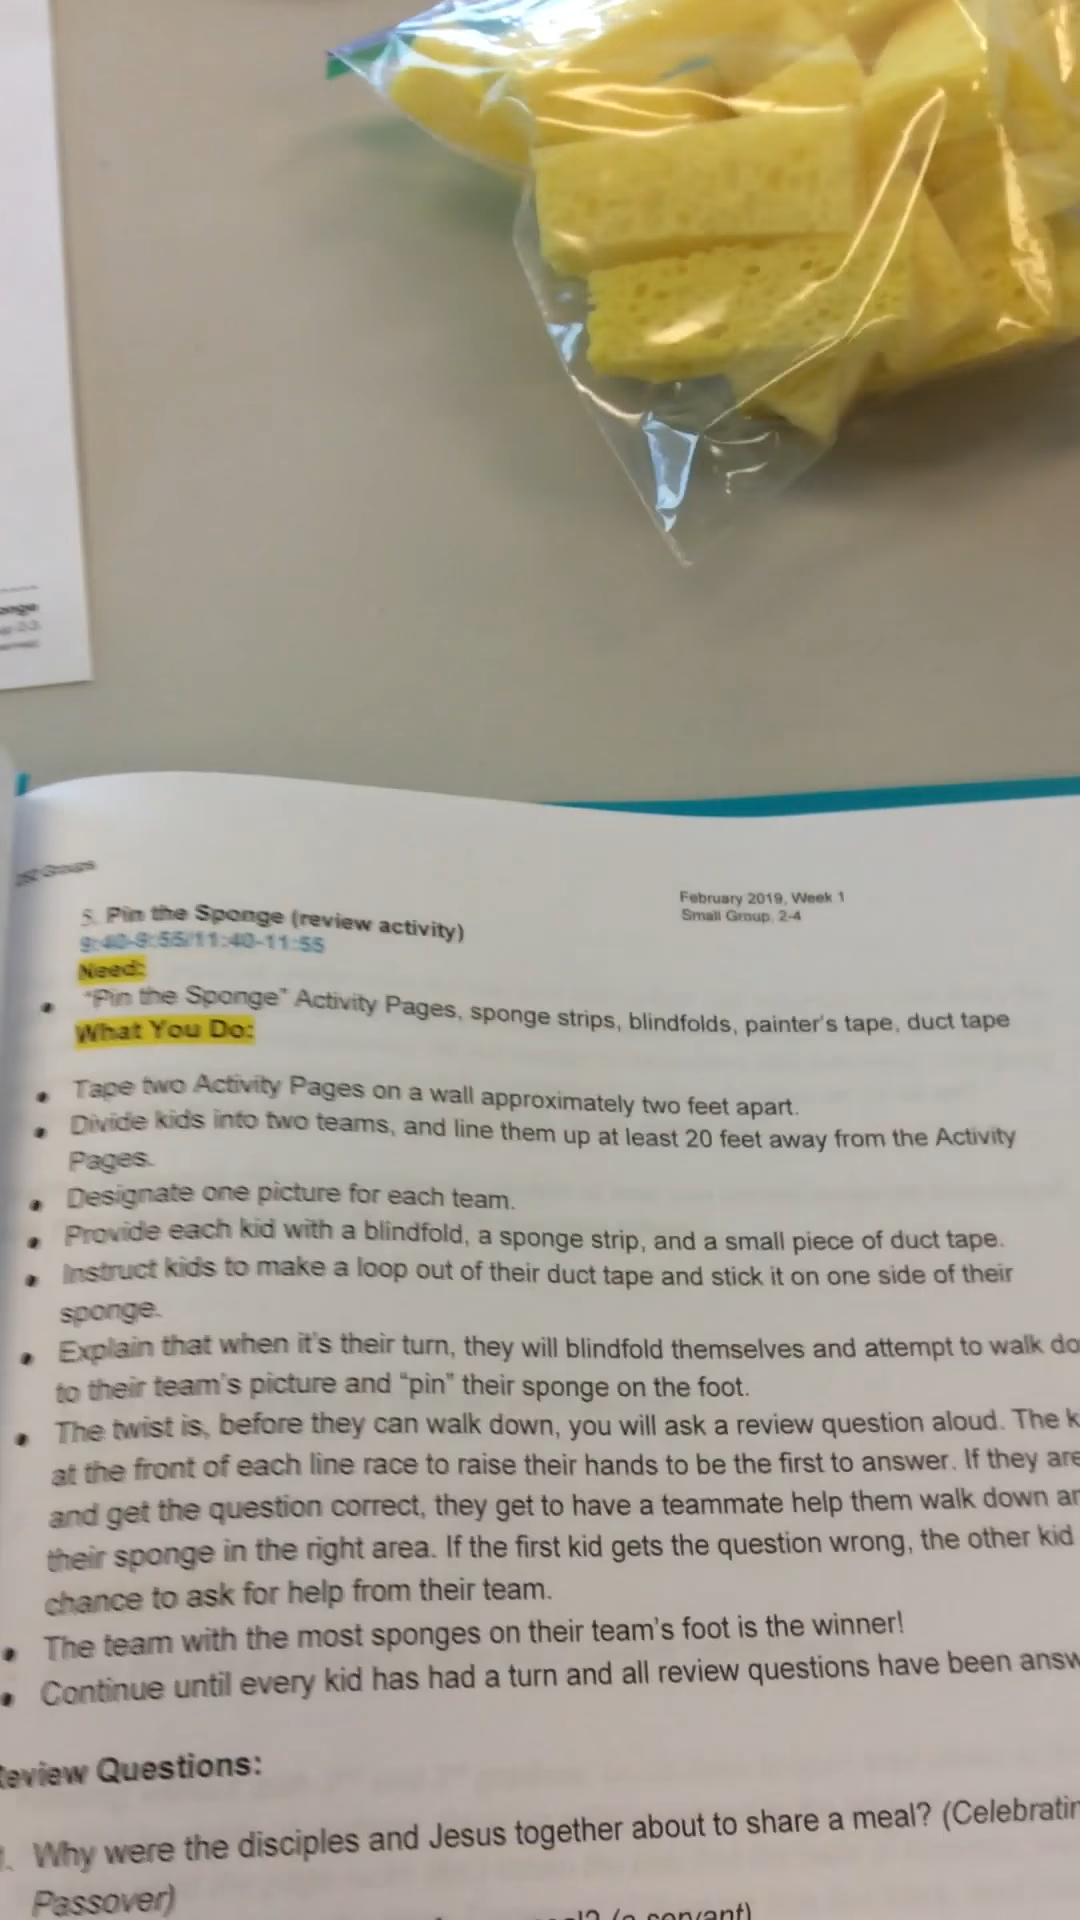 onge
252 Groups
February 2019, Week 1
Small Group, 2-4
5. Pin the Sponge (review activity)
9:40-9:55/11:40-11:55
Need:
• "Pin the Sponge" Activity Pages, sponge strips, blindfolds, painter's tape, duct tape
What You Do:
• Tape two Activity Pages on a wall approximately two feet apart.
• Divide kids into two teams, and line them up at least 20 feet away from the Activity
Pages.
• Designate one picture for each team.
• Provide each kid with a blindfold, a sponge strip, and a small piece of duct tape.
• Instruct kids to make a loop out of their duct tape and stick it on one side of their
sponge.
• Explain that when it's their turn, they will blindfold themselves and attempt to walk do
to their team's picture and "pin" their sponge on the foot.
• The twist is, before they can walk down, you will ask a review question aloud. The k
at the front of each line race to raise their hands to be the first to answer. If they are
and get the question correct, they get to have a teammate help them walk down an
their sponge in the right area. If the first kid gets the question wrong, the other kid
chance to ask for help from their team.
• The team with the most sponges on their team's foot is the winner!
• Continue until every kid has had a turn and all review questions have been answ
Review Questions:
1. Why were the disciples and Jesus together about to share a meal? (Celebratin
Passover)
(a servant)